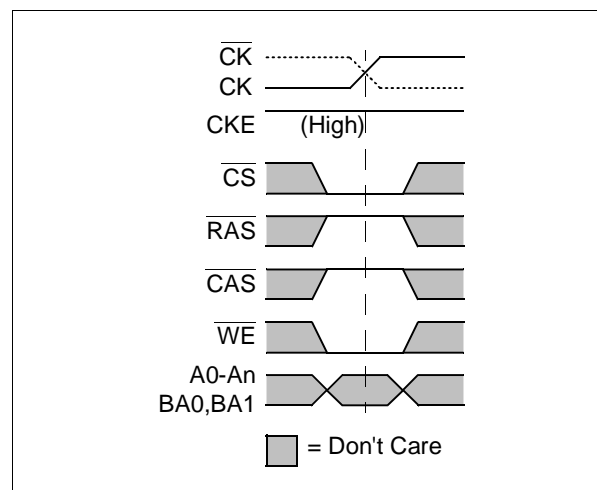 CK
CK
CKE (High)
CS
RAS
CAS
WE
A0-An
BA0,BA1
= Don't Care